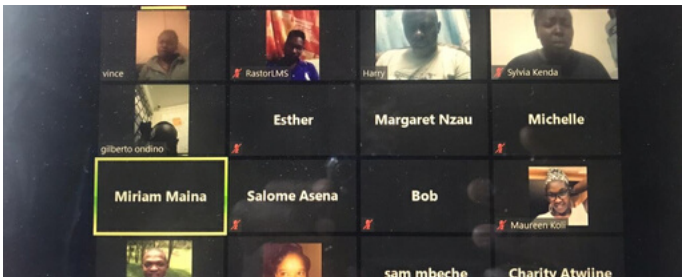 vince
RastorLMS
Harry
Sylvia Kenda
gilberto ondino
Esther
Margaret Nzau
Michelle
Miriam Maina
Salome Asena
Bob
Maureen Koli
sam mbeche
Charity Atwiine